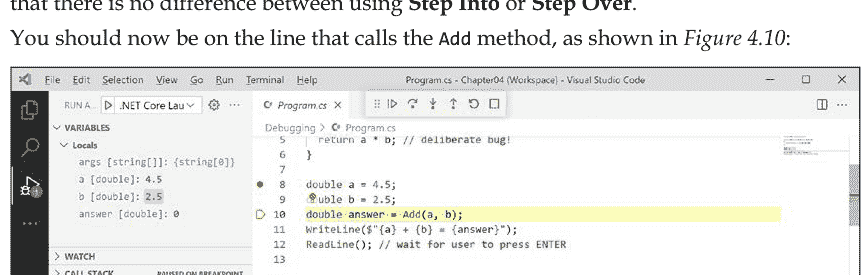 that there is no difference between using Step Into or Step Over.
You should now be on the line that calls the Add method, as shown in Figure 4.10:
File Edit Selection View Go Run Terminal Help Program.cs - Chapter04 (Workspace) - Visual Studio Code
RUN A... .NET Core Lau ... Program.cs ×
VARIABLES
Locals
args [string[]]: {string[0]}
a [double]: 4.5
b [double]: 2.5
answer [double]: 0
WATCH
CALL STACK PAUSED ON BREAKPOINT
Debugging > Program.cs
5 return a * b; // deliberate bug!
6 }
7
8 double a = 4.5;
9 uble b = 2.5;
10 double answer = Add(a, b);
11 WriteLine($"{a} + {b} = {answer}");
12 ReadLine(); // wait for user to press ENTER
13